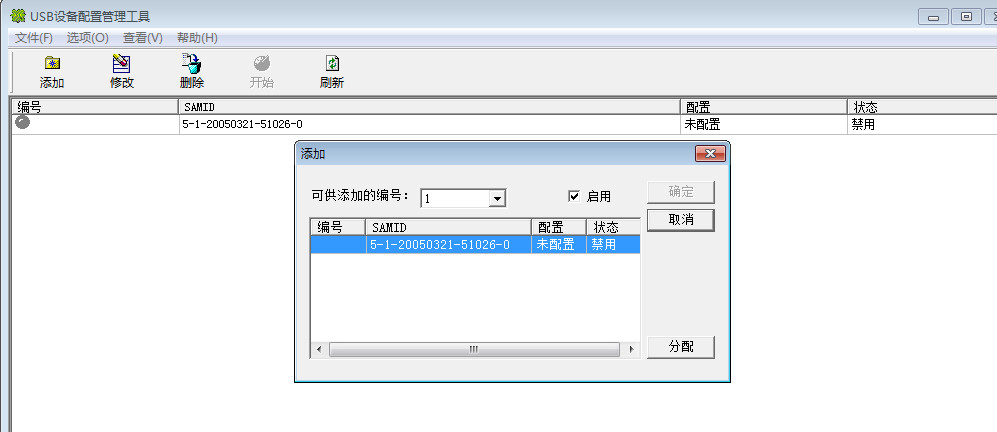 USB设备配置管理工具
文件(F) 选项(O) 查看(V) 帮助(H)
添加 修改 删除 开始 刷新
编号 SAMID 配置 状态
5-1-20050321-51026-0 未配置 禁用
添加
可供添加的编号： 1 启用 确定
取消
编号 SAMID 配置 状态
5-1-20050321-51026-0 未配置 禁用
分配